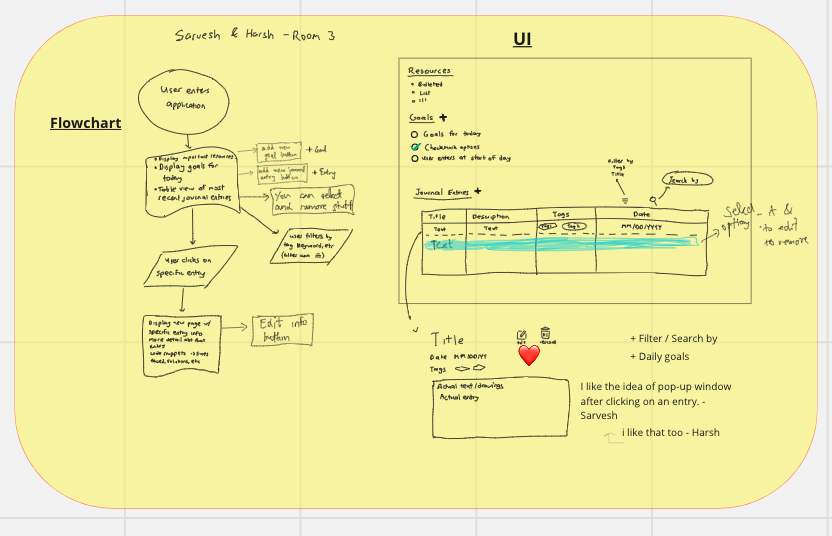 Sarvesh & Harsh - Room 3
UI
Flowchart
User enters
application
• Display important resources
• Display goals for
today
• Table view of most
recent journal entries
add new
goal button
+ Goal
add new journal
entry button
+ Entry
You can select
and remove stuff
user filters by
tag, keyword, etc
(filter icon
User clicks on
specific entry
Display new page w/
specific entry info
more detail abt that
entry
code snippets, issues
faced, solutions, etc
Edit info
button
Resources
• Bulleted
• List
Goals +
Goals for today
Checkmark options
user enters at start of day
Filter by
Tags
Title
Search by
Journal Entries +
Title Description Tags Date
Text Text Tag1 Tag2 MM/DD/YYYY
Text
Select
option
to edit
to remove
Title
edit
remove
Date MM/DD/YY
Tags
Actual text/drawings
Actual entry
+ Filter / Search by
+ Daily goals
I like the idea of pop-up window
after clicking on an entry. -
Sarvesh
i like that too - Harsh